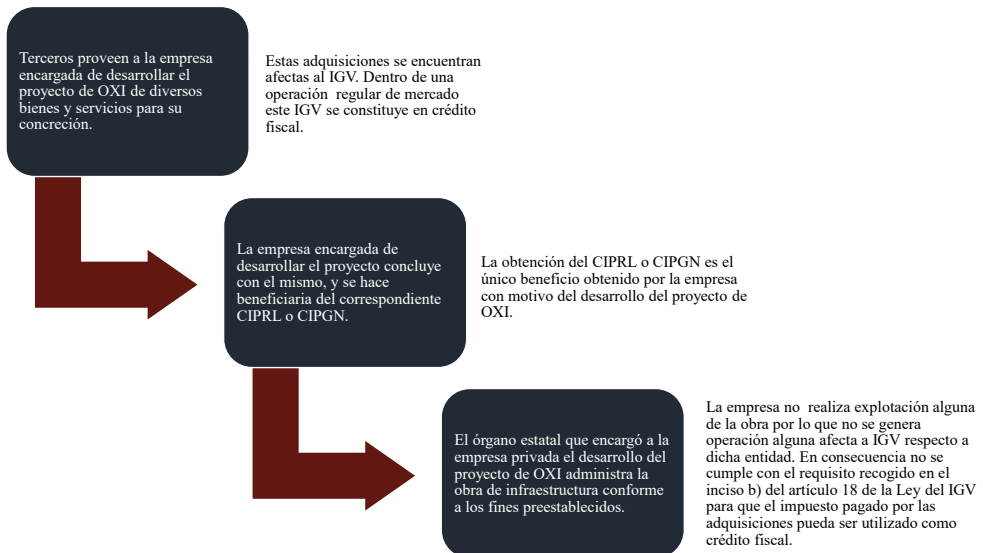 Terceros proveen a la empresa
encargada de desarrollar el
proyecto de OXI de diversos
bienes y servicios para su
concreción.
Estas adquisiciones se encuentran
afectas al IGV. Dentro de una
operación regular de mercado
este IGV se constituye en crédito
fiscal.
La empresa encargada de
desarrollar el proyecto concluye
con el mismo, y se hace
beneficiaria del correspondiente
CIPRL o CIPGN.
La obtención del CIPRL o CIPGN es el
único beneficio obtenido por la empresa
con motivo del desarrollo del proyecto de
OXI.
El órgano estatal que encargó a la
empresa privada el desarrollo del
proyecto de OXI administra la
obra de infraestructura conforme
a los fines preestablecidos.
La empresa no realiza explotación alguna
de la obra por lo que no se genera
operación alguna afecta a IGV respecto a
dicha entidad. En consecuencia no se
cumple con el requisito recogido en el
inciso b) del artículo 18 de la Ley del IGV
para que el impuesto pagado por las
adquisiciones pueda ser utilizado como
crédito fiscal.